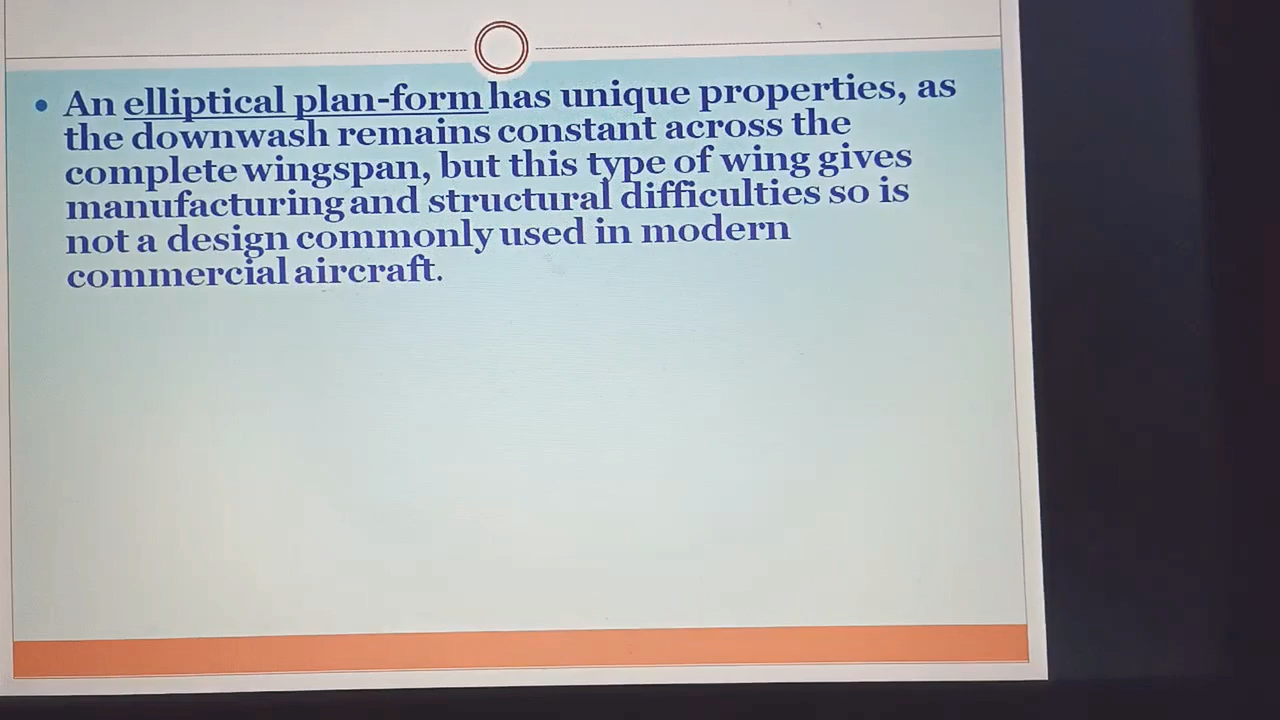 • An elliptical plan-form has unique properties, as
the downwash remains constant across the
complete wingspan, but this type of wing gives
manufacturing and structural difficulties so is
not a design commonly used in modern
commercial aircraft.